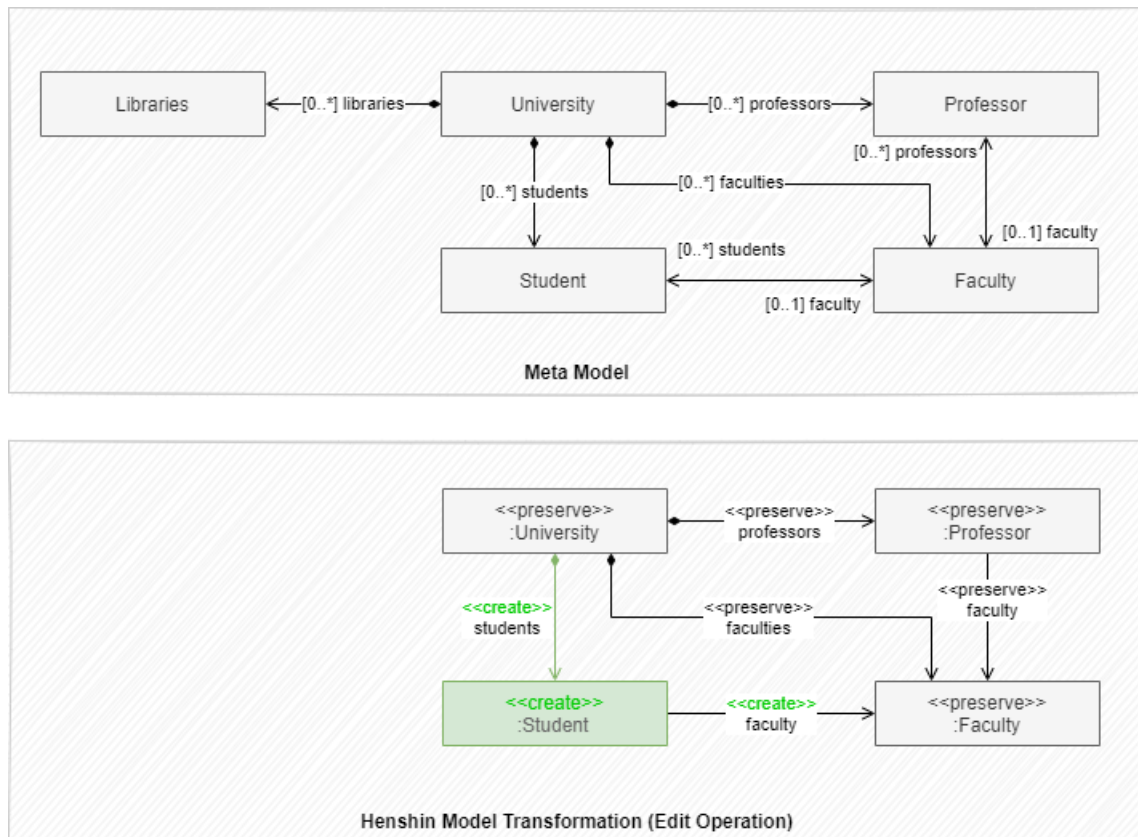 Libraries
[0..*] libraries
University
[0..*] professors
Professor
[0..*] professors
[0..*] students
[0..*] faculties
[0..1] faculty
Student
[0..*] students
[0..1] faculty
Faculty
Meta Model
<<preserve>>
:University
<<preserve>>
professors
<<preserve>>
:Professor
<<create>>
students
<<preserve>>
faculties
<<preserve>>
faculty
<<create>>
:Student
<<create>>
faculty
<<preserve>>
:Faculty
Henshin Model Transformation (Edit Operation)